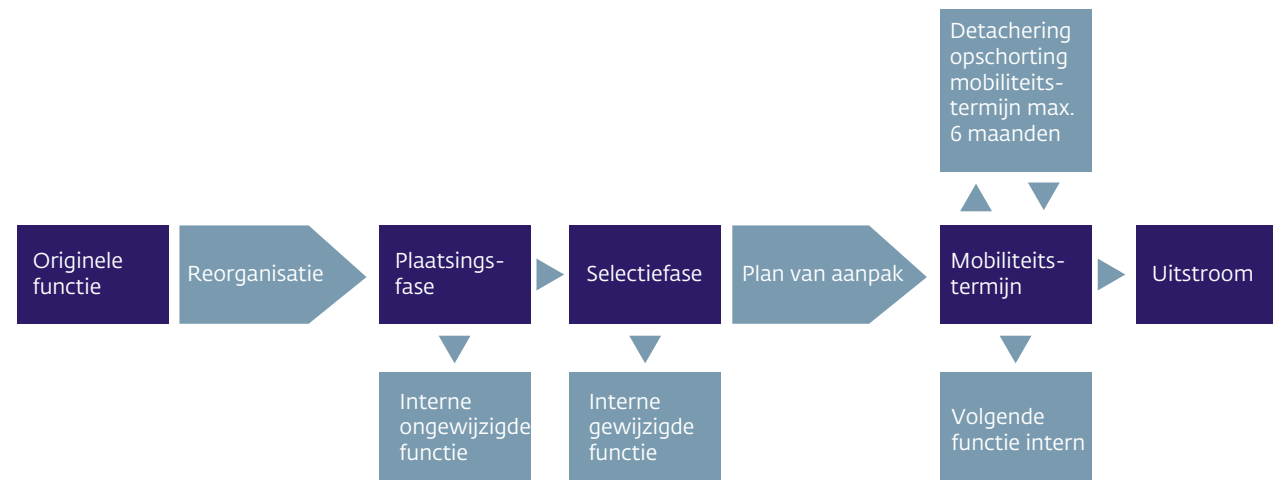 Detachering
opschorting
mobiliteits-
termijn max.
6 maanden
Originele
functie
Reorganisatie
Plaatsings-
fase
Selectiefase
Plan van aanpak
Mobiliteits-
termijn
Uitstroom
Interne
ongewijzigde
functie
Interne
gewijzigde
functie
Volgende
functie intern